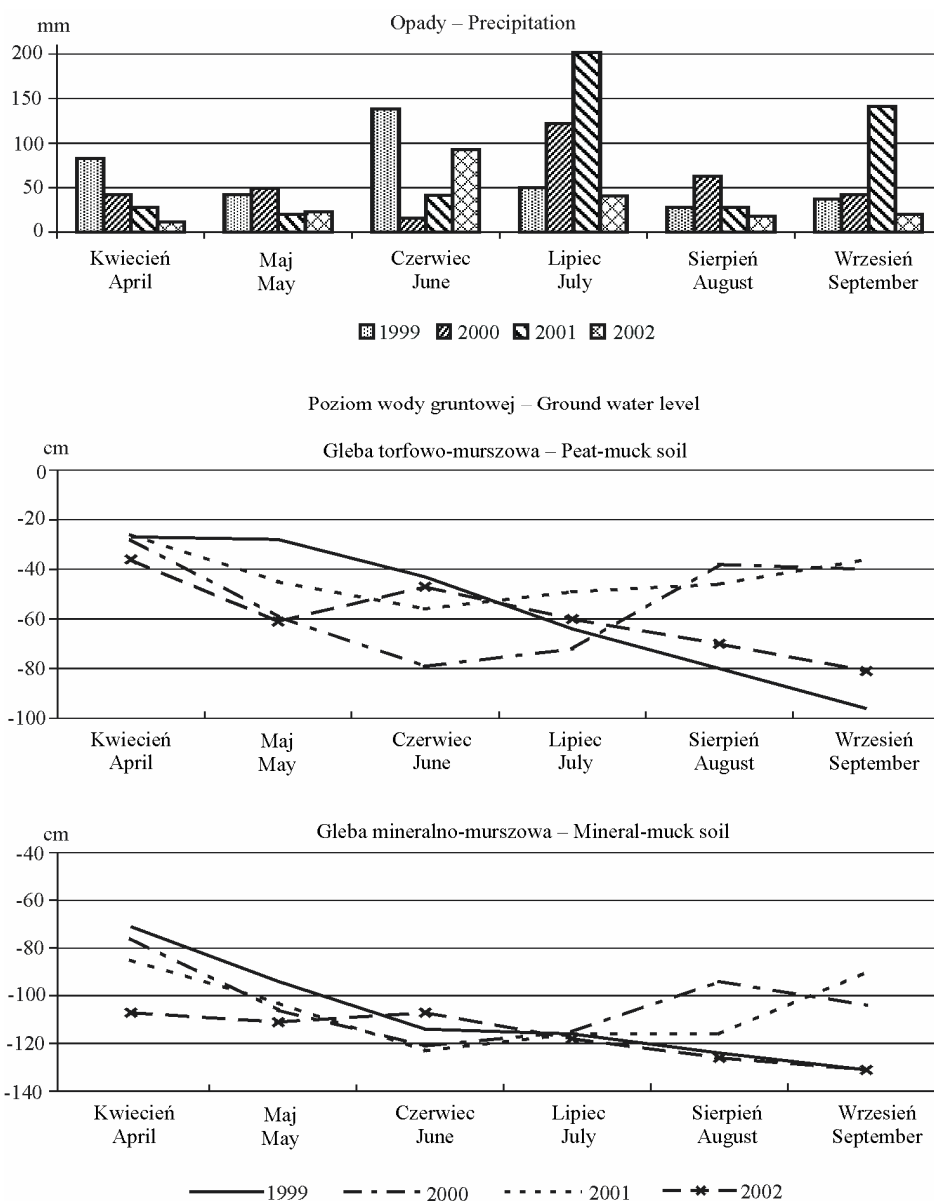 Opady – Precipitation
mm
200
150
100
50
0
Kwiecień Maj Czerwiec Lipiec Sierpień Wrzesień
April May June July August September
1999 2000 2001 2002
Poziom wody gruntowej – Ground water level
Gleba torfowo-murszowa – Peat-muck soil
cm
0
-20
-40
-60
-80
-100
Kwiecień Maj Czerwiec Lipiec Sierpień Wrzesień
April May June July August September
Gleba mineralno-murszowa – Mineral-muck soil
cm
-40
-60
-80
-100
-120
-140
Kwiecień Maj Czerwiec Lipiec Sierpień Wrzesień
April May June July August September
1999 2000 2001 2002